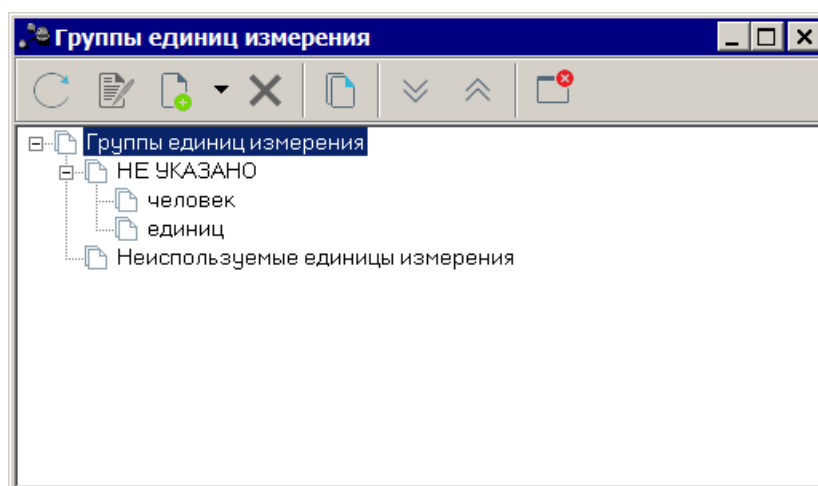 Группы единиц измерения
Группы единиц измерения
НЕ УКАЗАНО
человек
единиц
Неиспользуемые единицы измерения